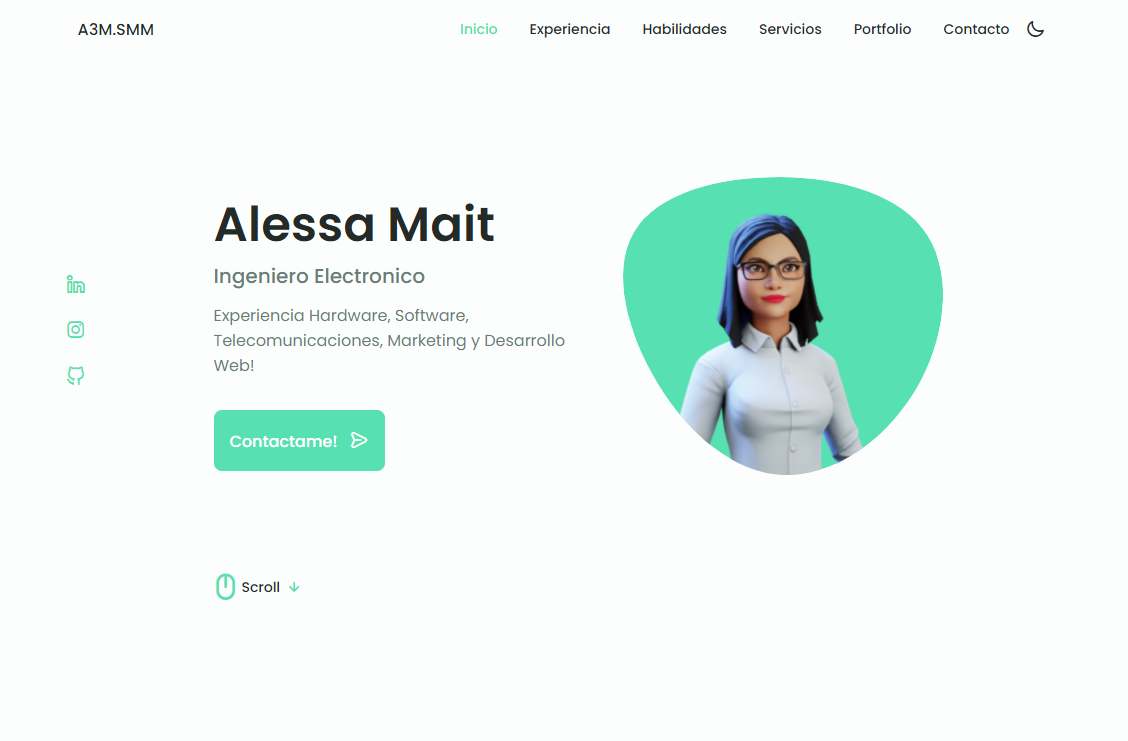 A3M.SMM
Inicio Experiencia Habilidades Servicios Portfolio Contacto
Alessa Mait
Ingeniero Electronico
Experiencia Hardware, Software,
Telecomunicaciones, Marketing y Desarrollo
Web!
Contactame!
Scroll